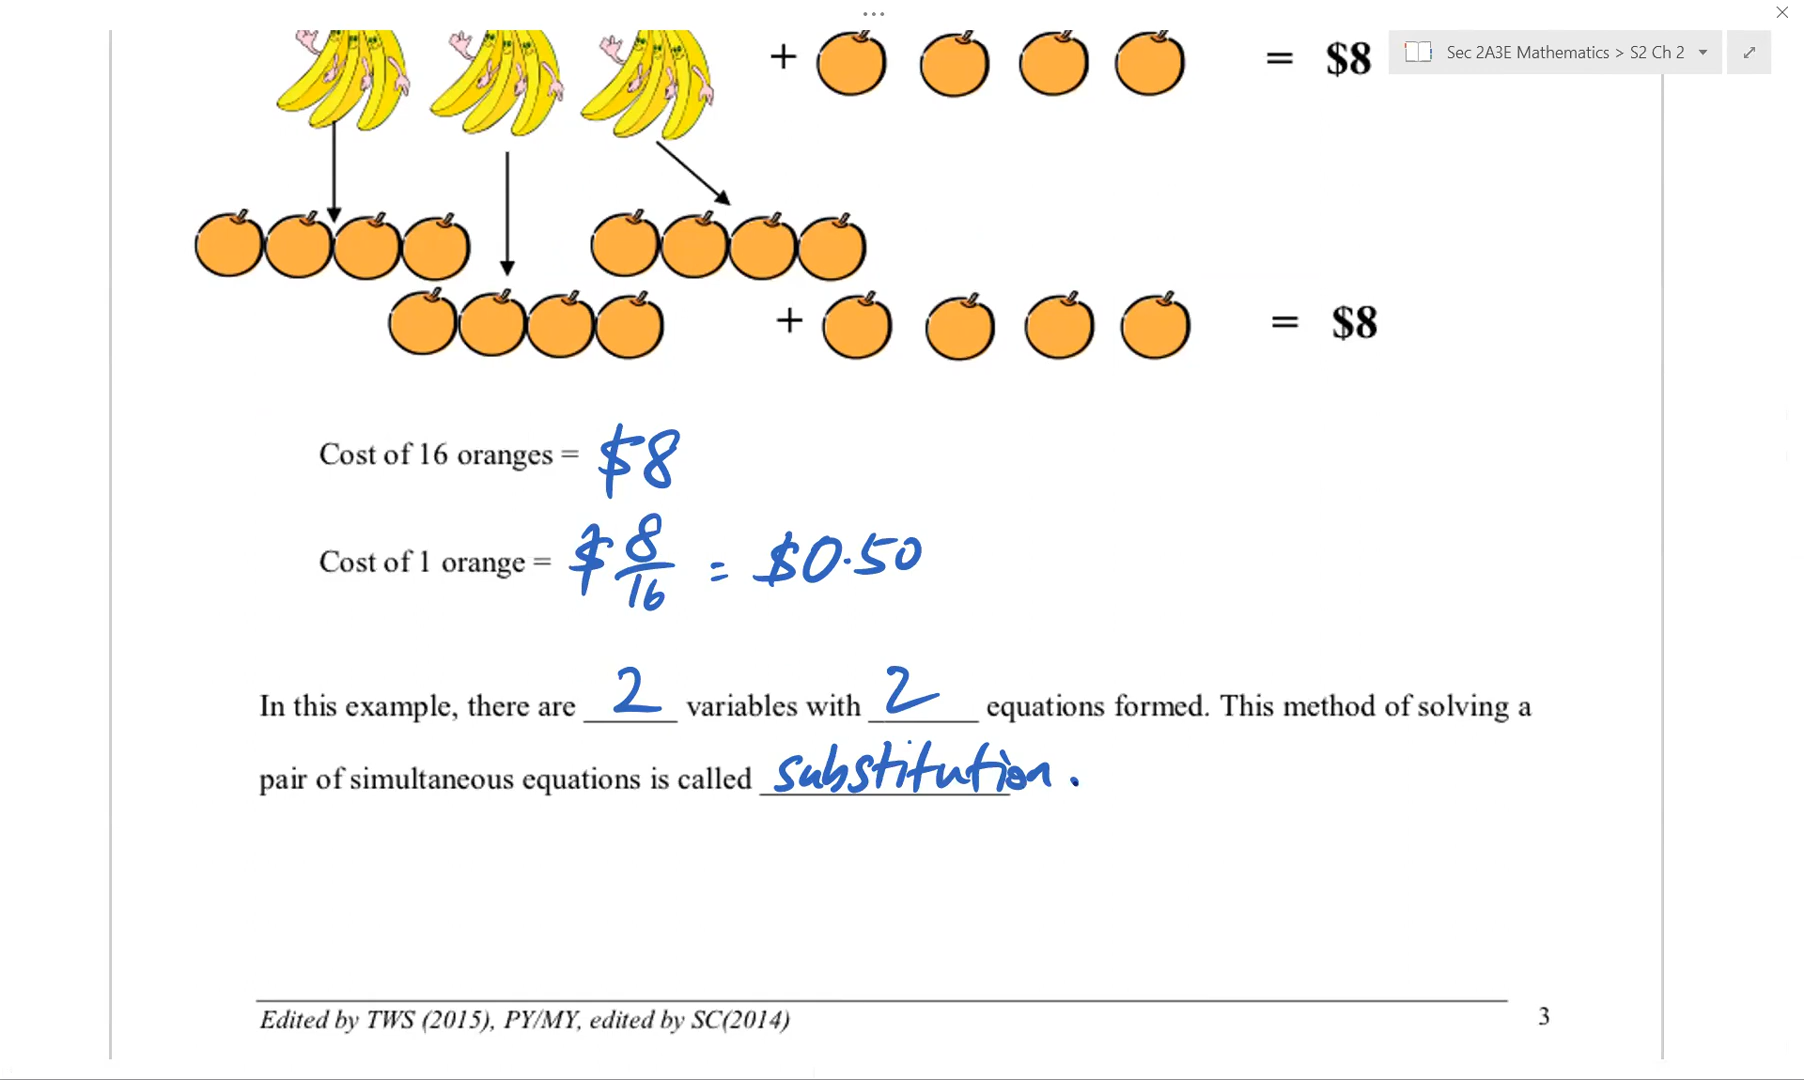 ...
+ = $8
Sec 2A3E Mathematics > S2 Ch 2
+ = $8
Cost of 16 oranges = $8
Cost of 1 orange = $ 8/16 = $0.50
In this example, there are 2 variables with 2 equations formed. This method of solving a
pair of simultaneous equations is called substitution.
Edited by TWS (2015), PY/MY, edited by SC(2014)
3